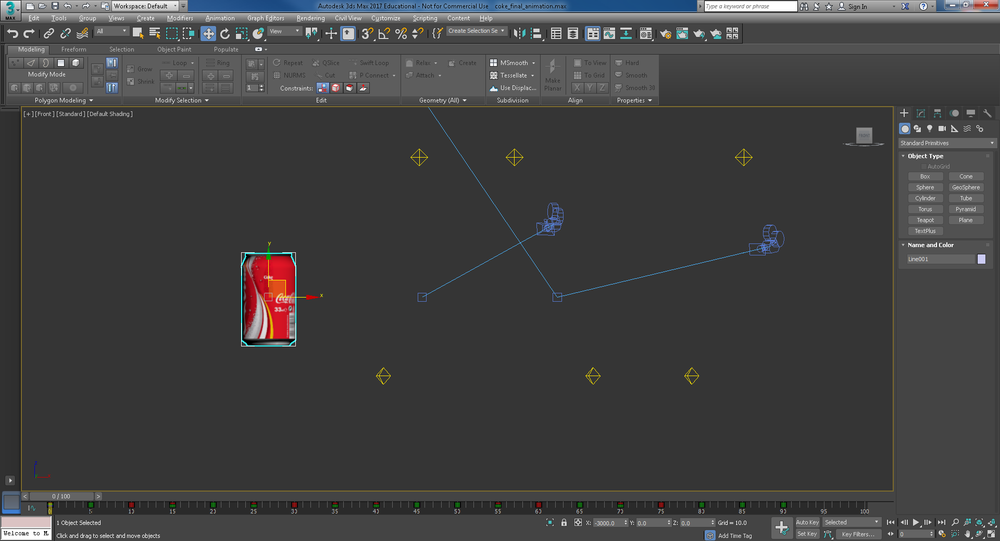 3 MAX Workspace: Default Autodesk 3ds Max 2017 Educational - Not for Commercial Use coke_final_animation.max Type a keyword or phrase Sign In
Edit Tools Group Views Create Modifiers Animation Graph Editors Rendering Civil View Customize Scripting Content Help
All View 3 Create Selection Se
Modeling Freeform Selection Object Paint Populate
Loop Ring Repeat QSlice Swift Loop Relax Create MSmooth To View Hard
Modify Mode Grow NURMS Cut P Connect Attach Tessellate Make Planar To Grid Smooth
Shrink 1 Constraints: Use Displac... X Y Z Smooth 30
Polygon Modeling Modify Selection Edit Geometry (All) Subdivision Align Properties
[+] [Front ] [Standard ] [Default Shading ]
FRONT
Standard Primitives
Object Type
AutoGrid
Box Cone
Sphere GeoSphere
Cylinder Tube
Torus Pyramid
Teapot Plane
TextPlus
Name and Color
Line001
y
Coke
x
33
z
y x
< 0 / 100 >
0 5 10 15 20 25 30 35 40 45 50 55 60 65 70 75 80 85 90 95 100
1 Object Selected X: -3000.0 Y: 0.0 Z: 0.0 Grid = 10.0 Auto Key Selected
Welcome to M Click and drag to select and move objects Add Time Tag Set Key Key Filters... 0